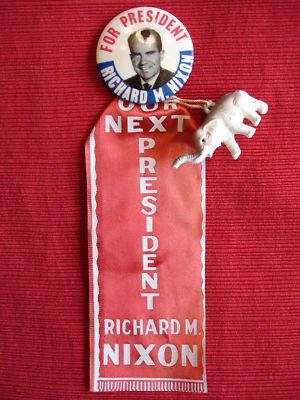 FOR PRESIDENT
RICHARD M. NIXON
OUR
NEXT
PRESIDENT
RICHARD M.
NIXON